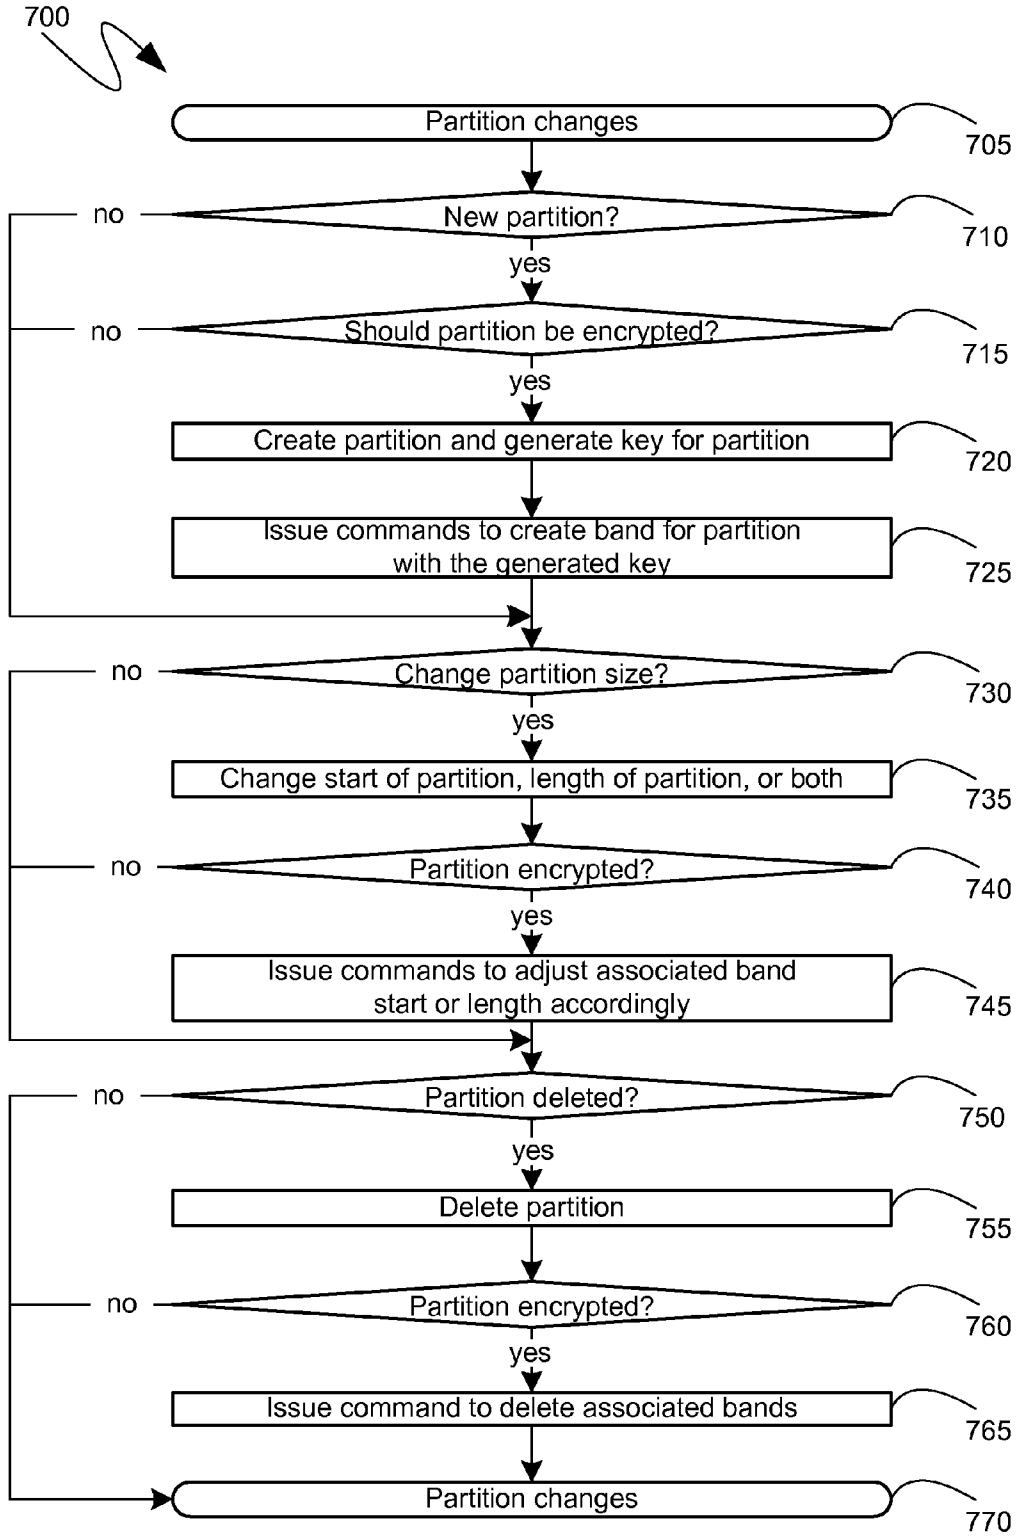 700
Partition changes
705
no
New partition?
710
yes
no
Should partition be encrypted?
715
yes
Create partition and generate key for partition
720
Issue commands to create band for partition
with the generated key
725
no
Change partition size?
730
yes
Change start of partition, length of partition, or both
735
no
Partition encrypted?
740
yes
Issue commands to adjust associated band
start or length accordingly
745
no
Partition deleted?
750
yes
Delete partition
755
no
Partition encrypted?
760
yes
Issue command to delete associated bands
765
Partition changes
770